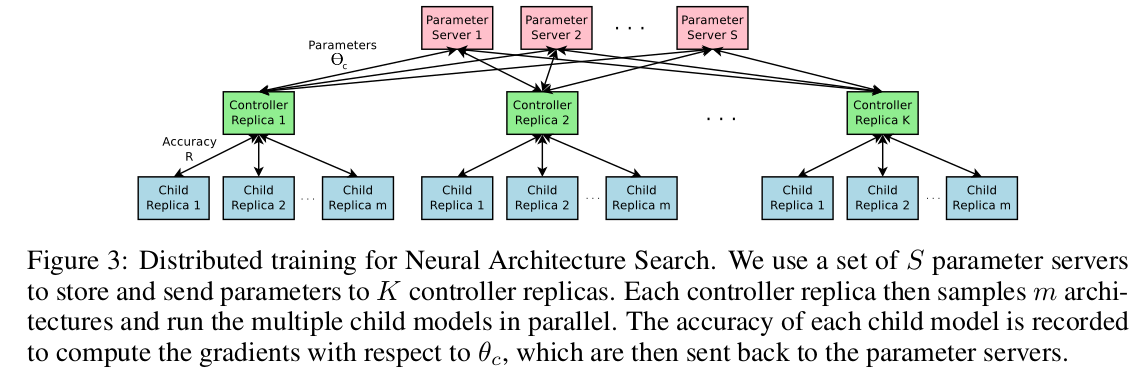 Parameter Server 1
Parameter Server 2
. . .
Parameter Server S
Parameters
Θc
Controller Replica 1
Controller Replica 2
. . .
Controller Replica K
Accuracy
R
Child Replica 1
Child Replica 2
...
Child Replica m
Child Replica 1
Child Replica 2
...
Child Replica m
Child Replica 1
Child Replica 2
...
Child Replica m
Figure 3: Distributed training for Neural Architecture Search. We use a set of S parameter servers
to store and send parameters to K controller replicas. Each controller replica then samples m archi-
tectures and run the multiple child models in parallel. The accuracy of each child model is recorded
to compute the gradients with respect to θc, which are then sent back to the parameter servers.